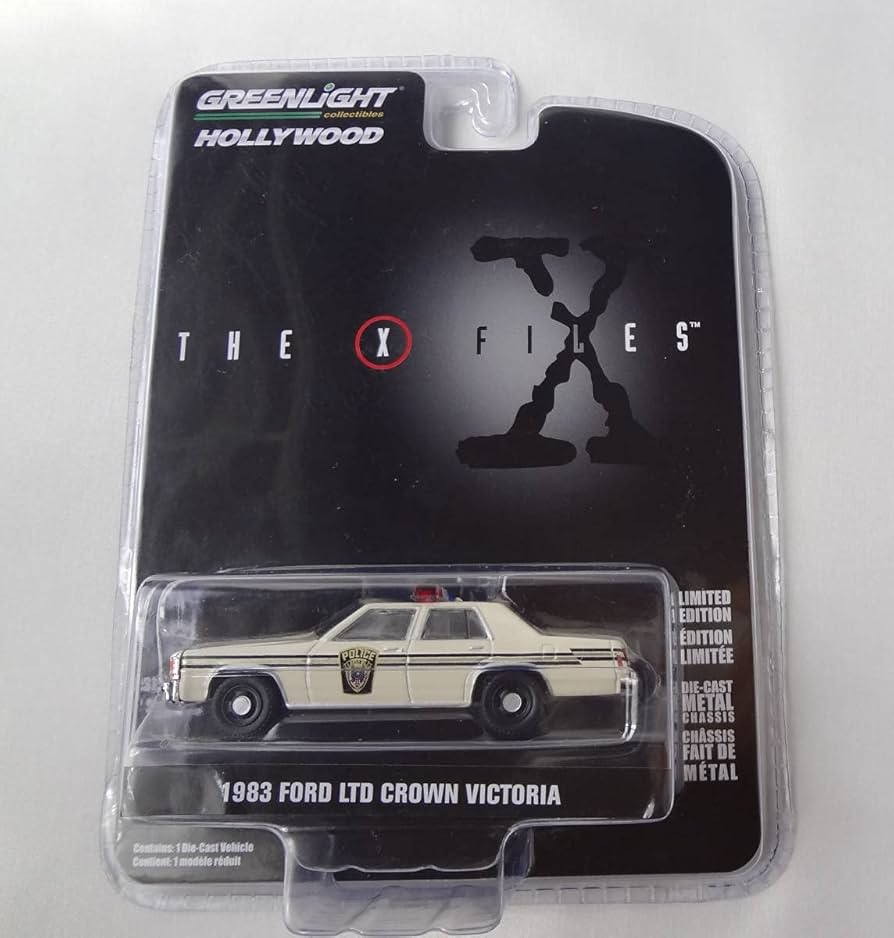 GREENLIGHT®
collectibles
HOLLYWOOD
THE X FILES™
LIMITED
EDITION
ÉDITION
LIMITÉE
DIE-CAST
METAL
CHASSIS
CHÂSSIS
FAIT DE
MÉTAL
POLICE
1983 FORD LTD CROWN VICTORIA
Contains: 1 Die-Cast Vehicle
Contient: 1 modèle réduit